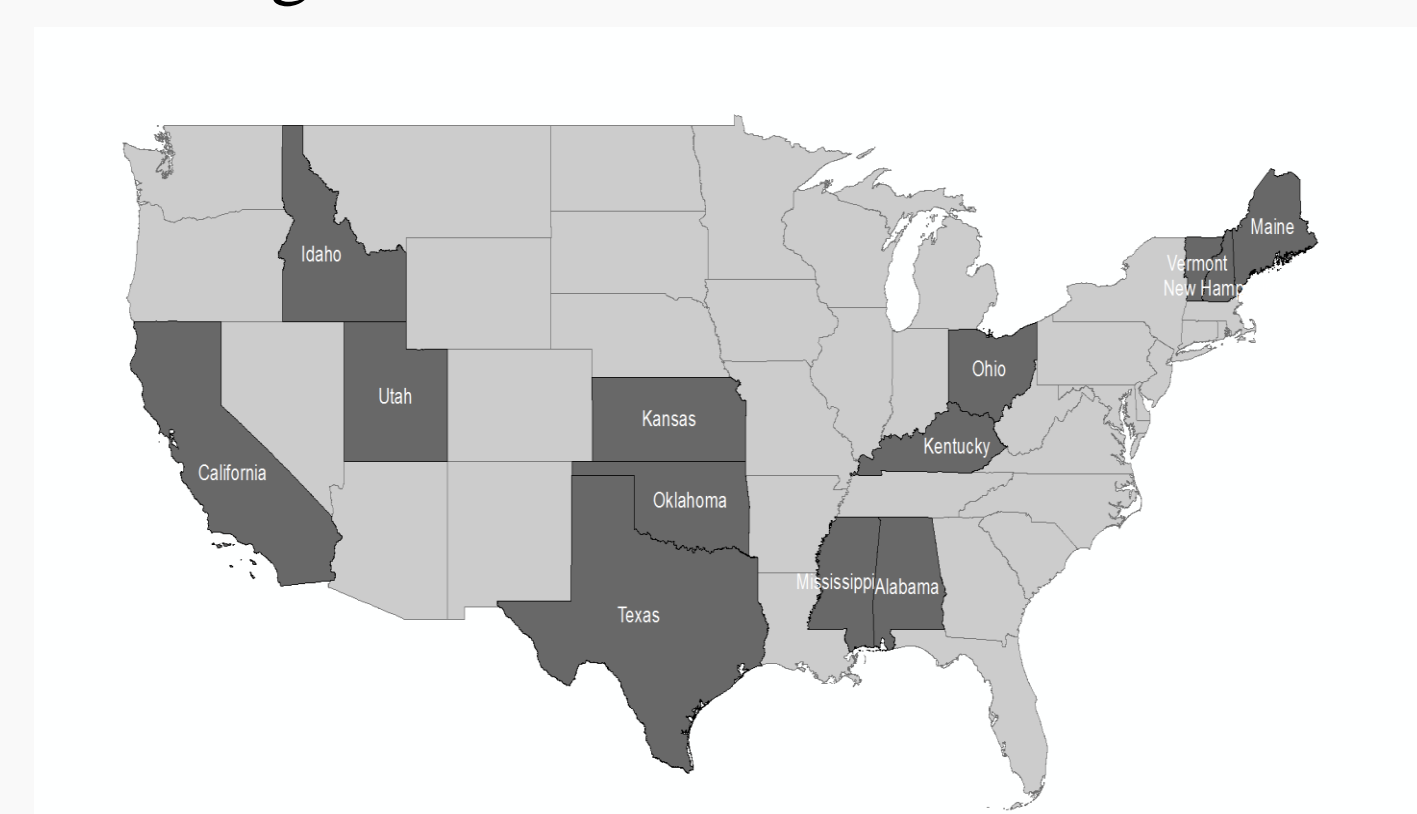 Maine
Idaho
Vermont
New Hamp
Ohio
Utah
Kansas
Kentucky
California
Oklahoma
Mississippi
Alabama
Texas